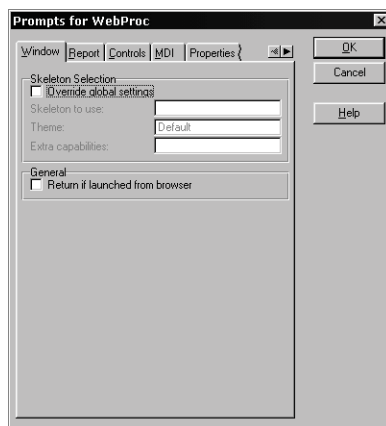 Prompts for WebProc
Window Report Controls MDI Properties
Skeleton Selection
Override global settings
Skeleton to use:
Theme: Default
Extra capabilities:
General
Return if launched from browser
OK
Cancel
Help